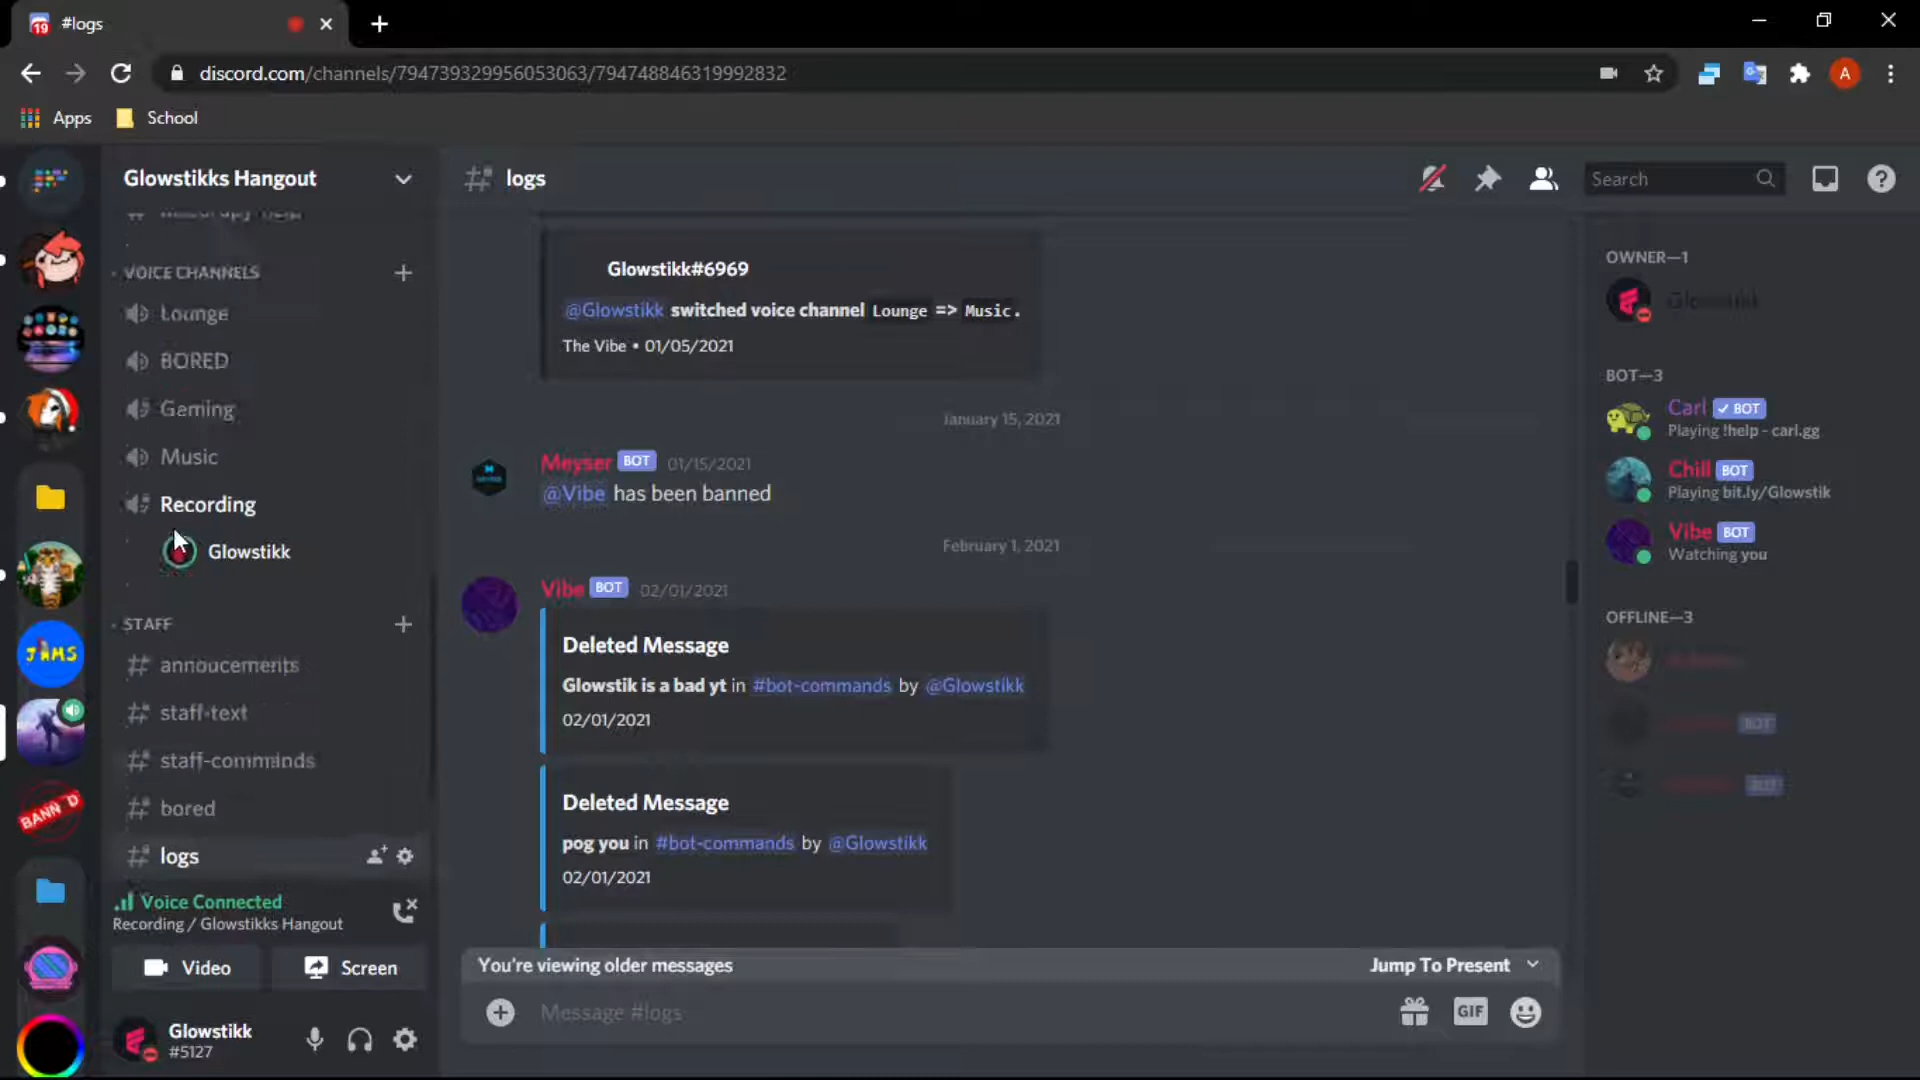 19 #logs
discord.com/channels/794739329956053063/794748846319992832
A
Apps
School
Glowstikks Hangout
VOICE CHANNELS
Lounge
BORED
Gaming
Music
Recording
Glowstikk
STAFF
annoucements
staff-text
staff-commands
bored
logs
Voice Connected
Recording / Glowstikks Hangout
Video
Screen
Glowstikk
#5127
JAMS
logs
Search
Glowstikk#6969
@Glowstikk switched voice channel Lounge => Music.
The Vibe • 01/05/2021
January 15, 2021
Meyser BOT 01/15/2021
@Vibe has been banned
February 1, 2021
Vibe BOT 02/01/2021
Deleted Message
Glowstik is a bad yt in #bot-commands by @Glowstikk
02/01/2021
Deleted Message
pog you in #bot-commands by @Glowstikk
02/01/2021
You're viewing older messages
Jump To Present
Message #logs
GIF
OWNER—1
Glowstikk
BOT—3
Carl ✓ BOT
Playing !help - carl.gg
Chill BOT
Playing bit.ly/Glowstik
Vibe BOT
Watching you
OFFLINE—3
BOT
BOT